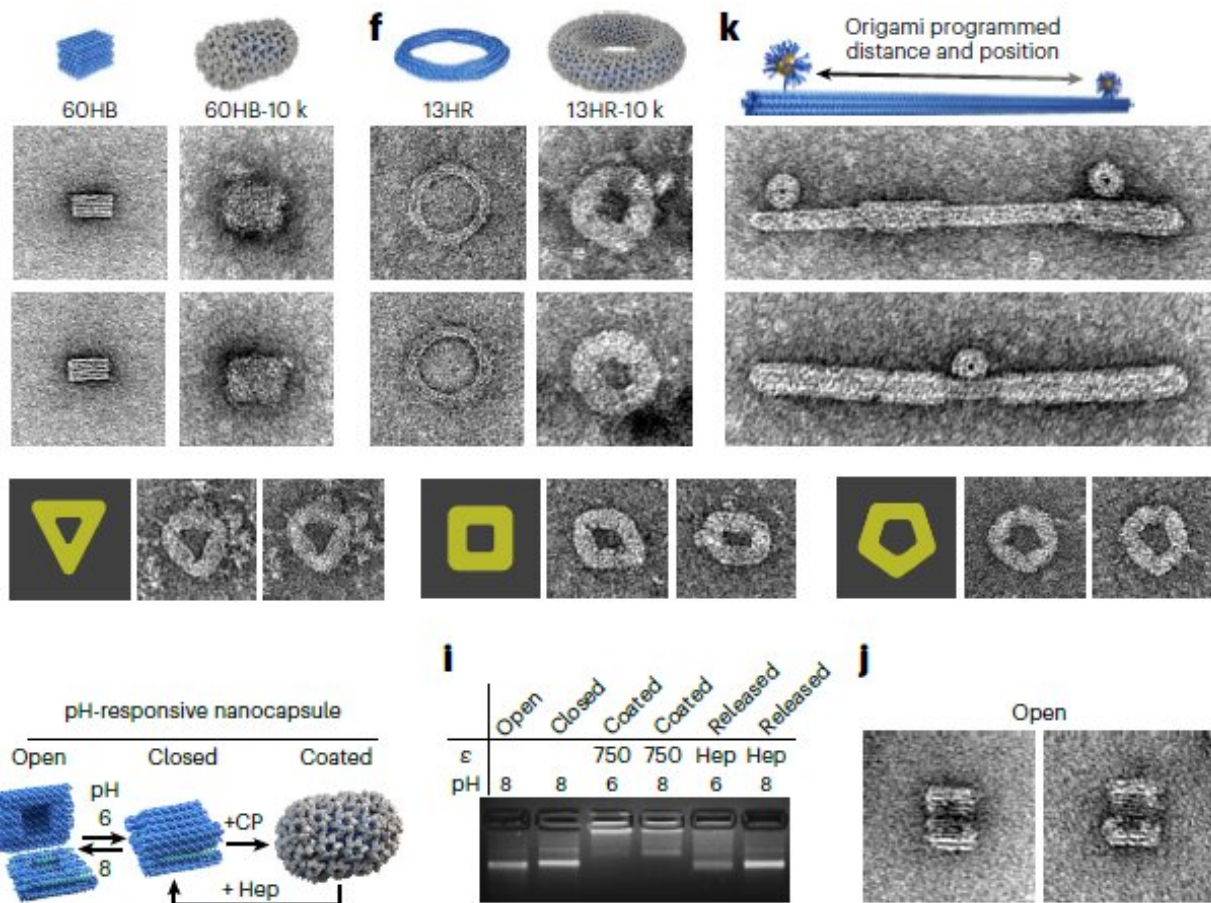 f
k
Origami programmed
distance and position
60HB
60HB-10 k
13HR
13HR-10 k
i
j
pH-responsive nanocapsule
Open
Closed
Coated
pH
6
8
+CP
+ Hep
Open
Closed
Coated
Coated
Released
Released
ε
750
750
Hep
Hep
pH
8
8
6
8
6
8
Open